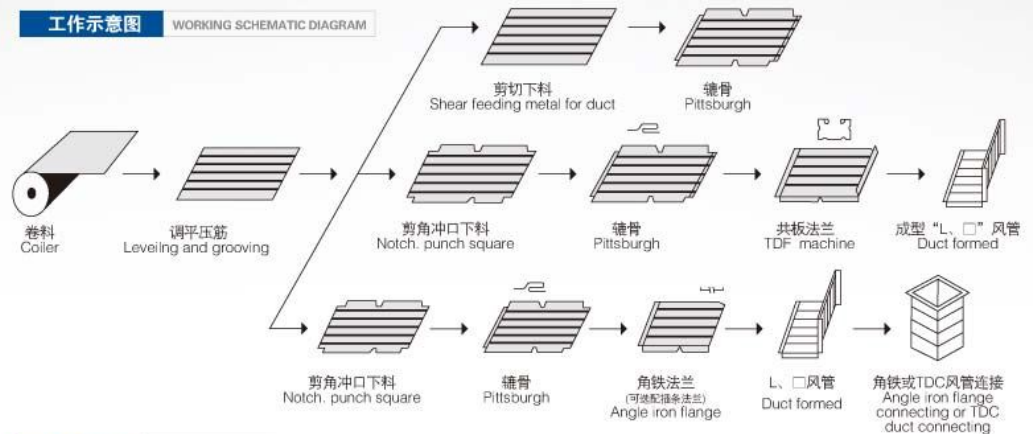 工作示意图
WORKING SCHEMATIC DIAGRAM
剪切下料
Shear feeding metal for duct
辘骨
Pittsburgh
卷料
Coiler
调平压筋
Leveilng and grooving
剪角冲口下料
Notch. punch square
辘骨
Pittsburgh
共板法兰
TDF machine
成型“L、□”风管
Duct formed
剪角冲口下料
Notch. punch square
辘骨
Pittsburgh
角铁法兰
(可选配插条法兰)
Angle iron flange
L、□风管
Duct formed
角铁或TDC风管连接
Angle iron flange
connecting or TDC
duct connecting